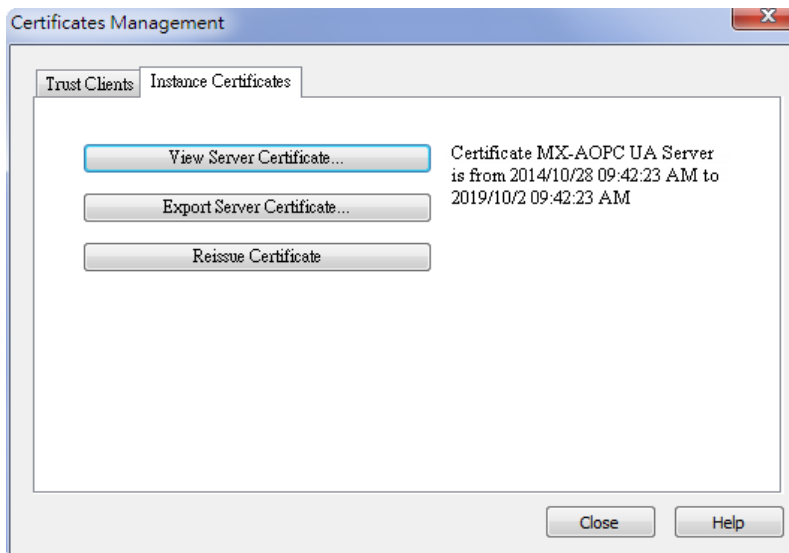 Certificates Management
Trust Clients
Instance Certificates
View Server Certificate...
Certificate MX-AOPC UA Server
is from 2014/10/28 09:42:23 AM to
2019/10/2 09:42:23 AM
Export Server Certificate...
Reissue Certificate
Close
Help